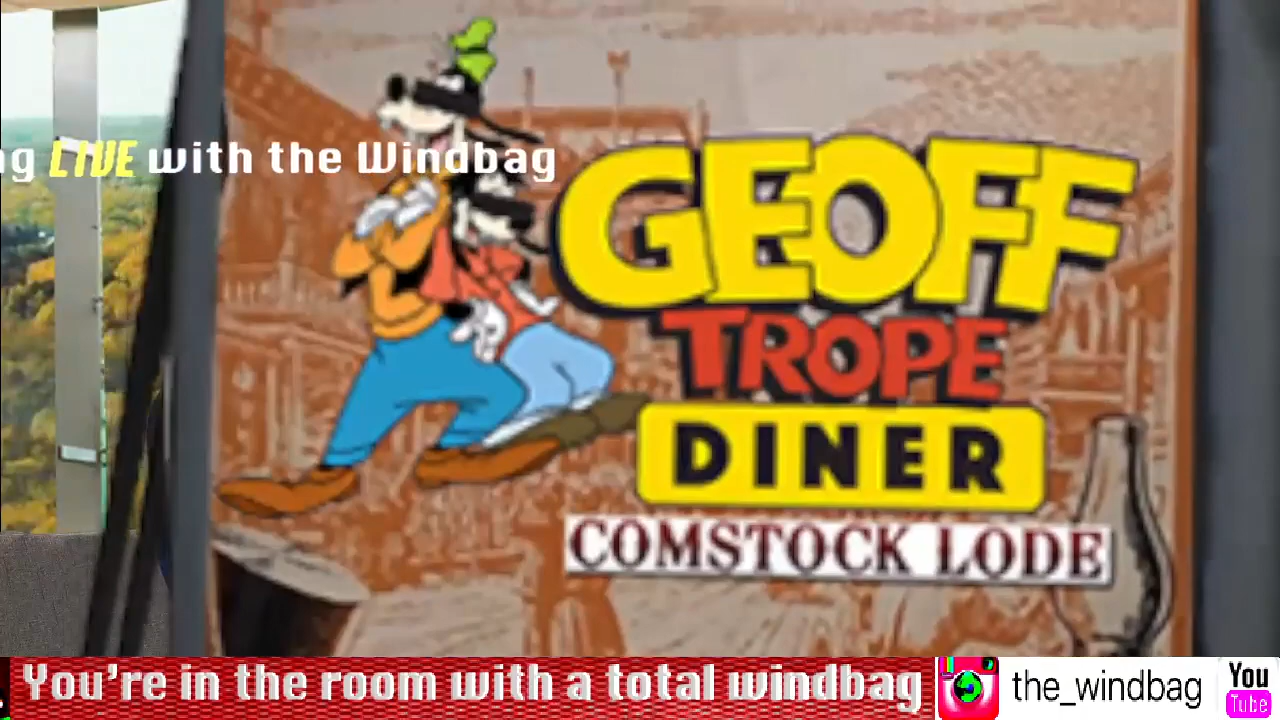 g LIVE with the Windbag
GEOFF
TROPE
DINER
COMSTOCK LODE
You're in the room with a total windbag
the_windbag
You
Tube